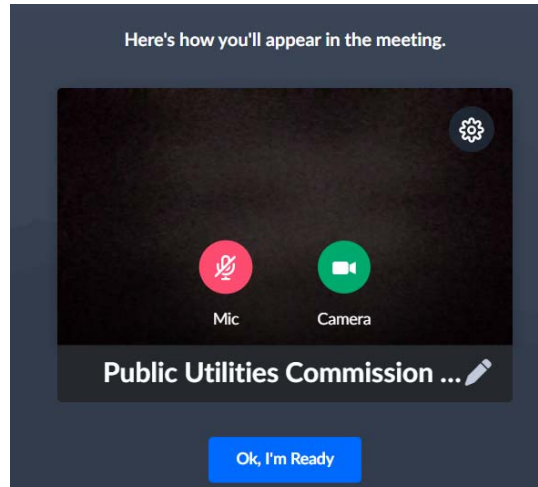 Here's how you'll appear in the meeting.
Mic
Camera
Public Utilities Commission ...
Ok, I'm Ready